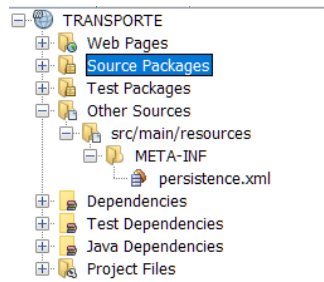 TRANSPORTE
Web Pages
Source Packages
Test Packages
Other Sources
src/main/resources
META-INF
persistence.xml
Dependencies
Test Dependencies
Java Dependencies
Project Files